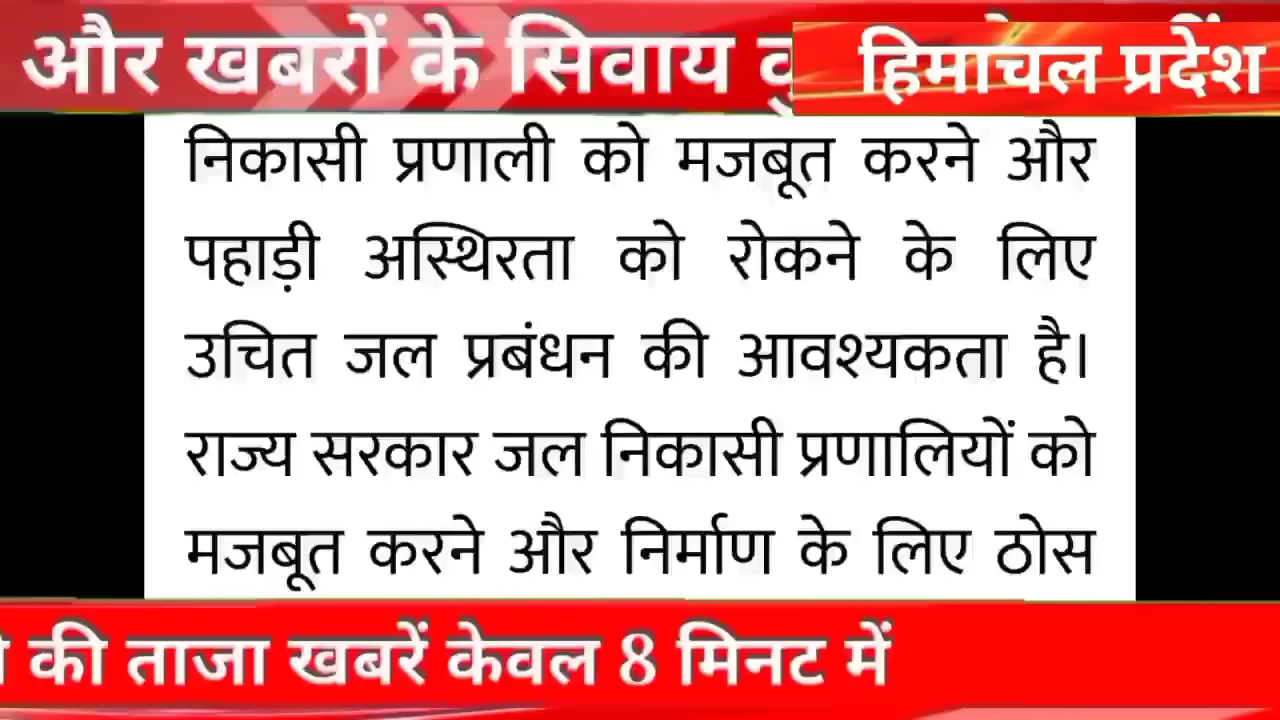 और खबरों के सिवाय
हिमाचल प्रदेश
निकासी प्रणाली को मजबूत करने और
पहाड़ी अस्थिरता को रोकने के लिए
उचित जल प्रबंधन की आवश्यकता है।
राज्य सरकार जल निकासी प्रणालियों को
मजबूत करने और निर्माण के लिए ठोस
की ताजा खबरें केवल 8 मिनट में